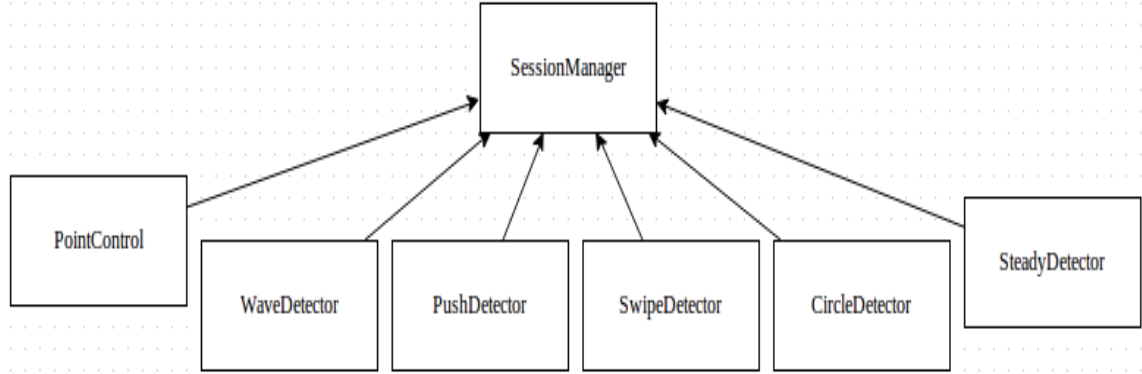 SessionManager
PointControl
WaveDetector
PushDetector
SwipeDetector
CircleDetector
SteadyDetector